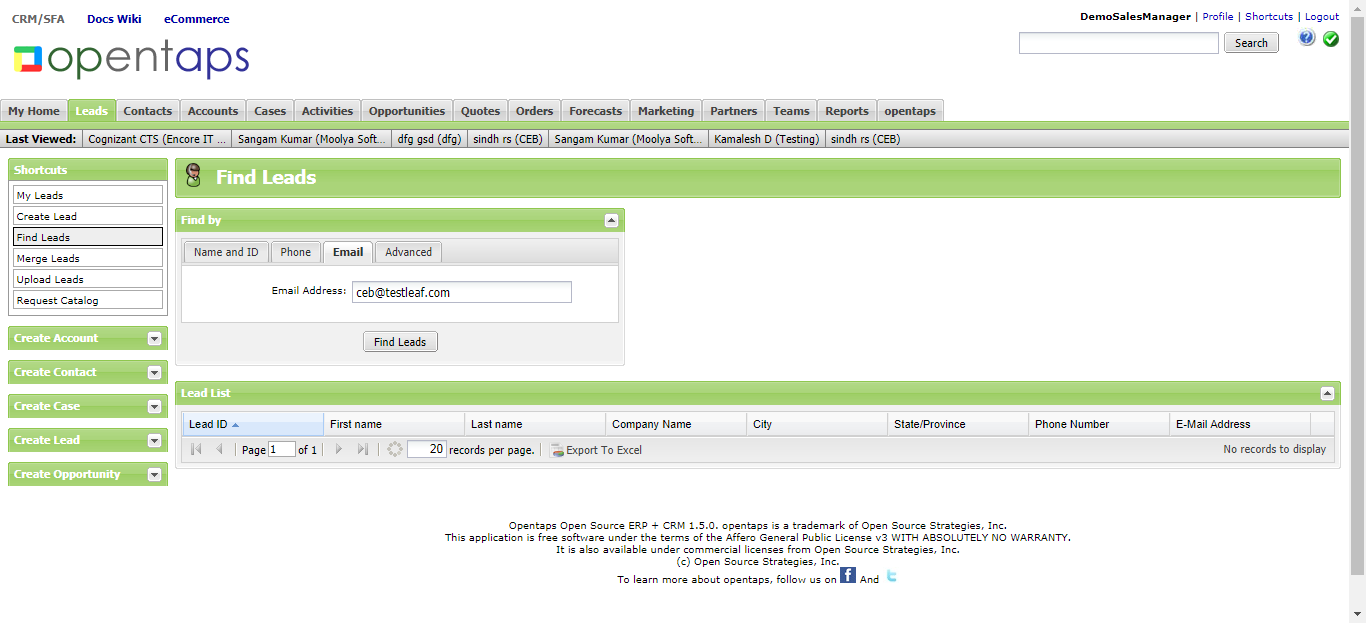 CRM/SFA Docs Wiki eCommerce
DemoSalesManager | Profile | Shortcuts | Logout
opentaps
Search
My Home Leads Contacts Accounts Cases Activities Opportunities Quotes Orders Forecasts Marketing Partners Teams Reports opentaps
Last Viewed: Cognizant CTS (Encore IT ... Sangam Kumar (Moolya Soft... dfg gsd (dfg) sindh rs (CEB) Sangam Kumar (Moolya Soft... Kamalesh D (Testing) sindh rs (CEB)
Shortcuts
My Leads
Create Lead
Find Leads
Merge Leads
Upload Leads
Request Catalog
Create Account
Create Contact
Create Case
Create Lead
Create Opportunity
Find Leads
Find by
Name and ID Phone Email Advanced
Email Address: ceb@testleaf.com
Find Leads
Lead List
Lead ID First name Last name Company Name City State/Province Phone Number E-Mail Address
Page 1 of 1 20 records per page. Export To Excel No records to display
Opentaps Open Source ERP + CRM 1.5.0. opentaps is a trademark of Open Source Strategies, Inc.
This application is free software under the terms of the Affero General Public License v3 WITH ABSOLUTELY NO WARRANTY.
It is also available under commercial licenses from Open Source Strategies, Inc.
(c) Open Source Strategies, Inc.
To learn more about opentaps, follow us on f And t